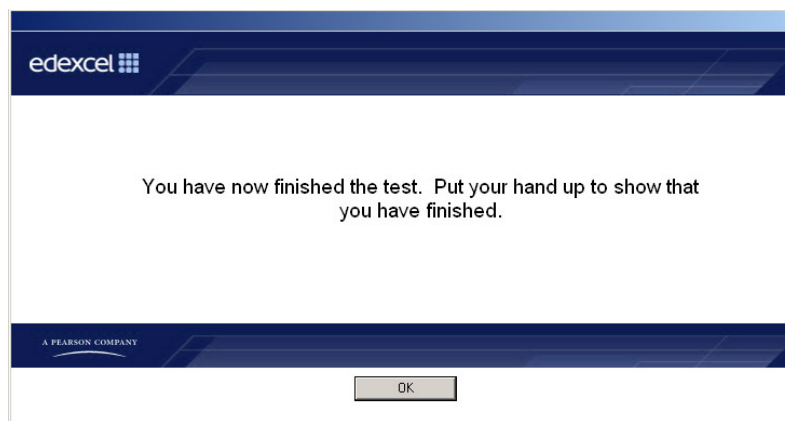 edexcel
You have now finished the test.  Put your hand up to show that
you have finished.
A PEARSON COMPANY
OK